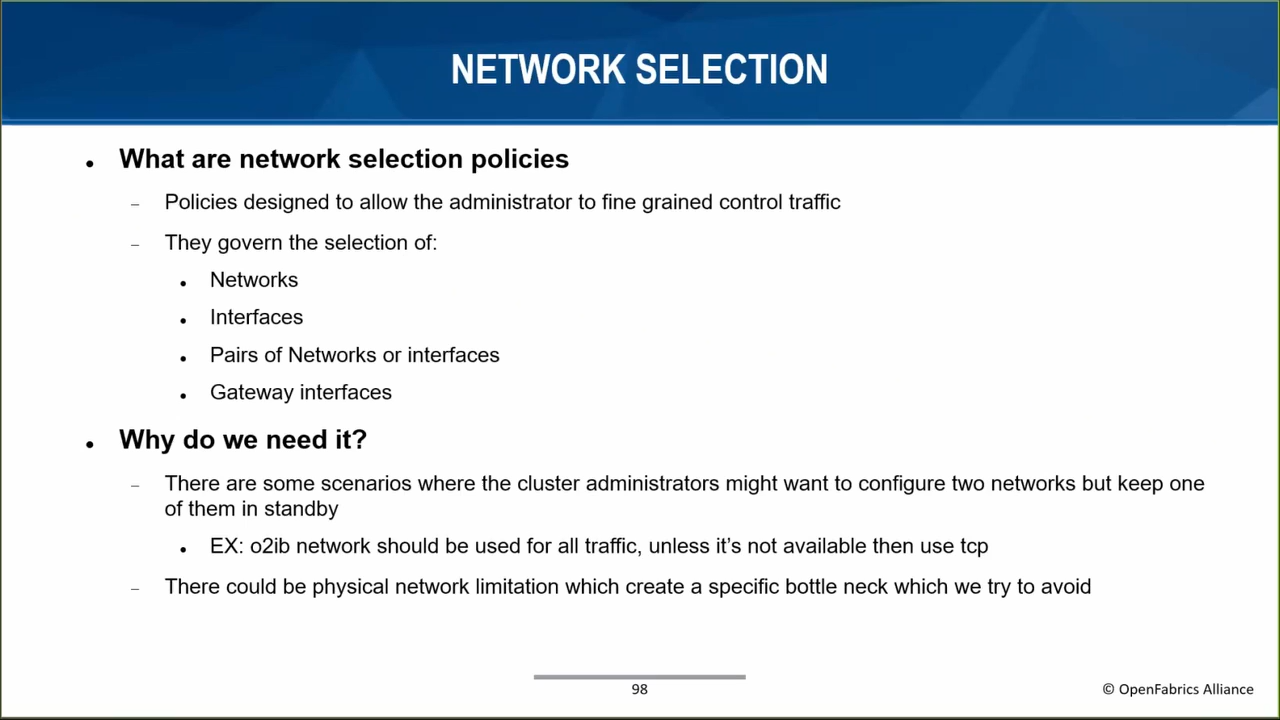 NETWORK SELECTION
• What are network selection policies
– Policies designed to allow the administrator to fine grained control traffic
– They govern the selection of:
• Networks
• Interfaces
• Pairs of Networks or interfaces
• Gateway interfaces
• Why do we need it?
– There are some scenarios where the cluster administrators might want to configure two networks but keep one
of them in standby
• EX: o2ib network should be used for all traffic, unless it’s not available then use tcp
– There could be physical network limitation which create a specific bottle neck which we try to avoid
98
© OpenFabrics Alliance